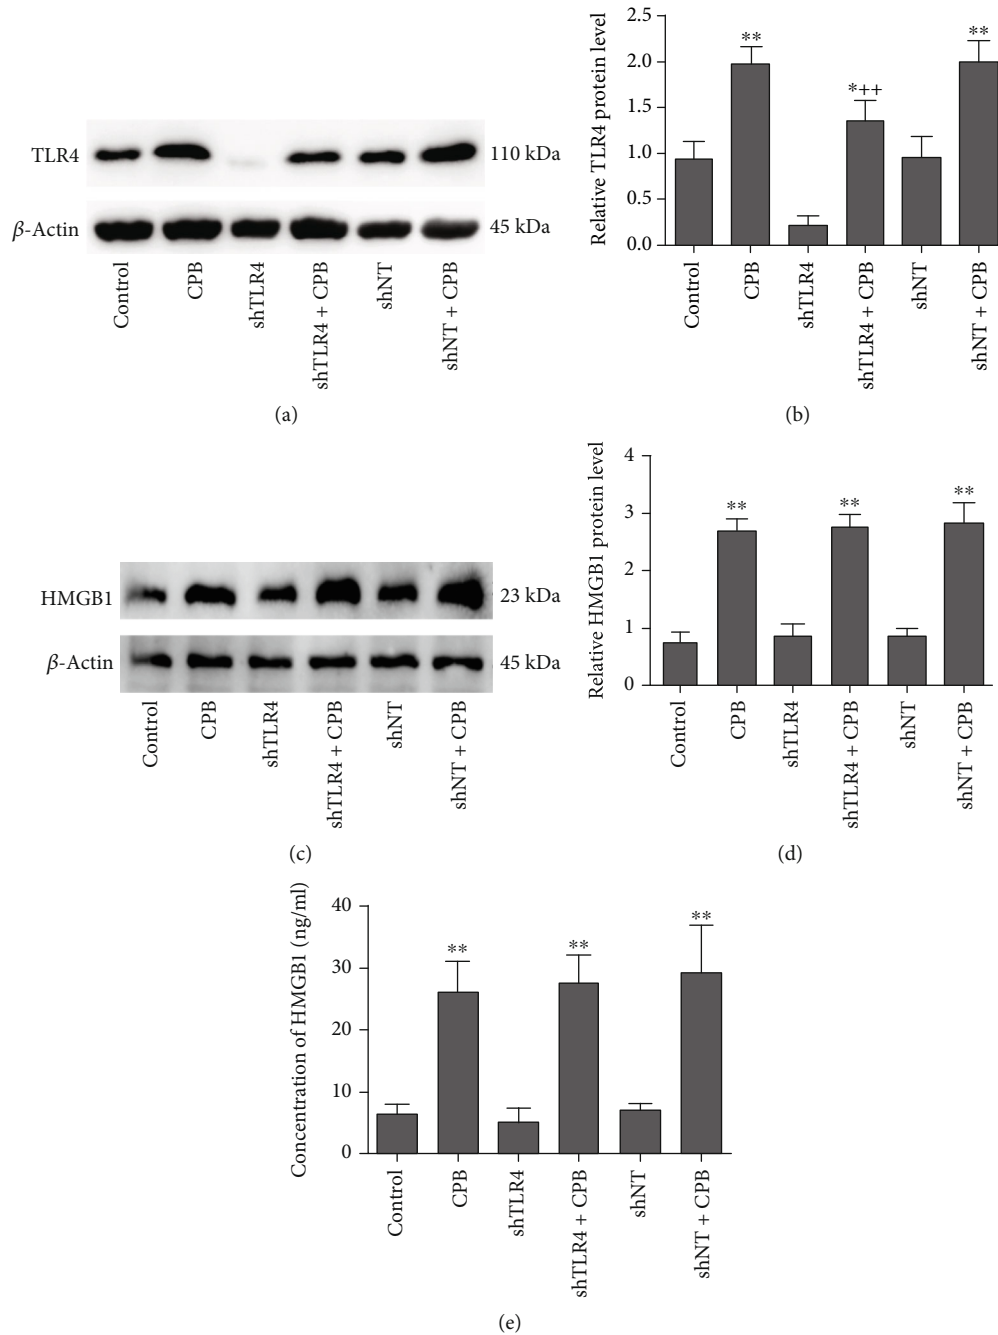 TLR4
110 kDa
β-Actin
45 kDa
Control
CPB
shTLR4
shTLR4 + CPB
shNT
shNT + CPB
(a)
Relative TLR4 protein level
2.5
2.0
1.5
1.0
0.5
0.0
**
*++
**
Control
CPB
shTLR4
shTLR4 + CPB
shNT
shNT + CPB
(b)
HMGB1
23 kDa
β-Actin
45 kDa
Control
CPB
shTLR4
shTLR4 + CPB
shNT
shNT + CPB
(c)
Relative HMGB1 protein level
4
3
2
1
0
**
**
**
Control
CPB
shTLR4
shTLR4 + CPB
shNT
shNT + CPB
(d)
Concentration of HMGB1 (ng/ml)
40
30
20
10
0
**
**
**
Control
CPB
shTLR4
shTLR4 + CPB
shNT
shNT + CPB
(e)